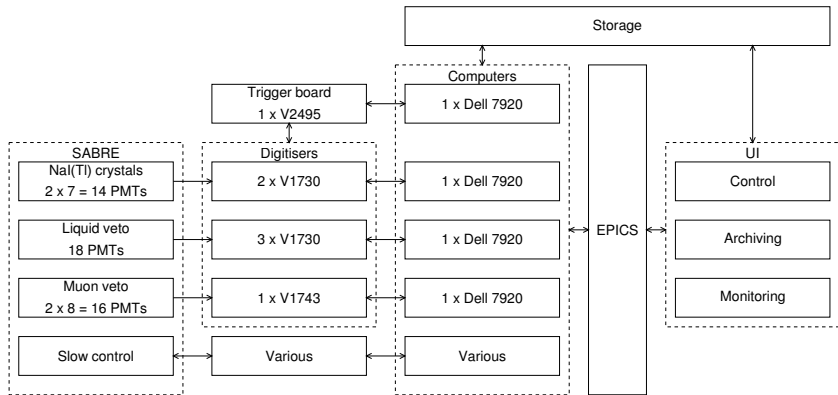 Storage
Computers
Trigger board
1 x V2495
1 x Dell 7920
SABRE
Digitisers
UI
NaI(Tl) crystals
2 x 7 = 14 PMTs
2 x V1730
1 x Dell 7920
Control
Liquid veto
18 PMTs
3 x V1730
1 x Dell 7920
EPICS
Archiving
Muon veto
2 x 8 = 16 PMTs
1 x V1743
1 x Dell 7920
Monitoring
Slow control
Various
Various